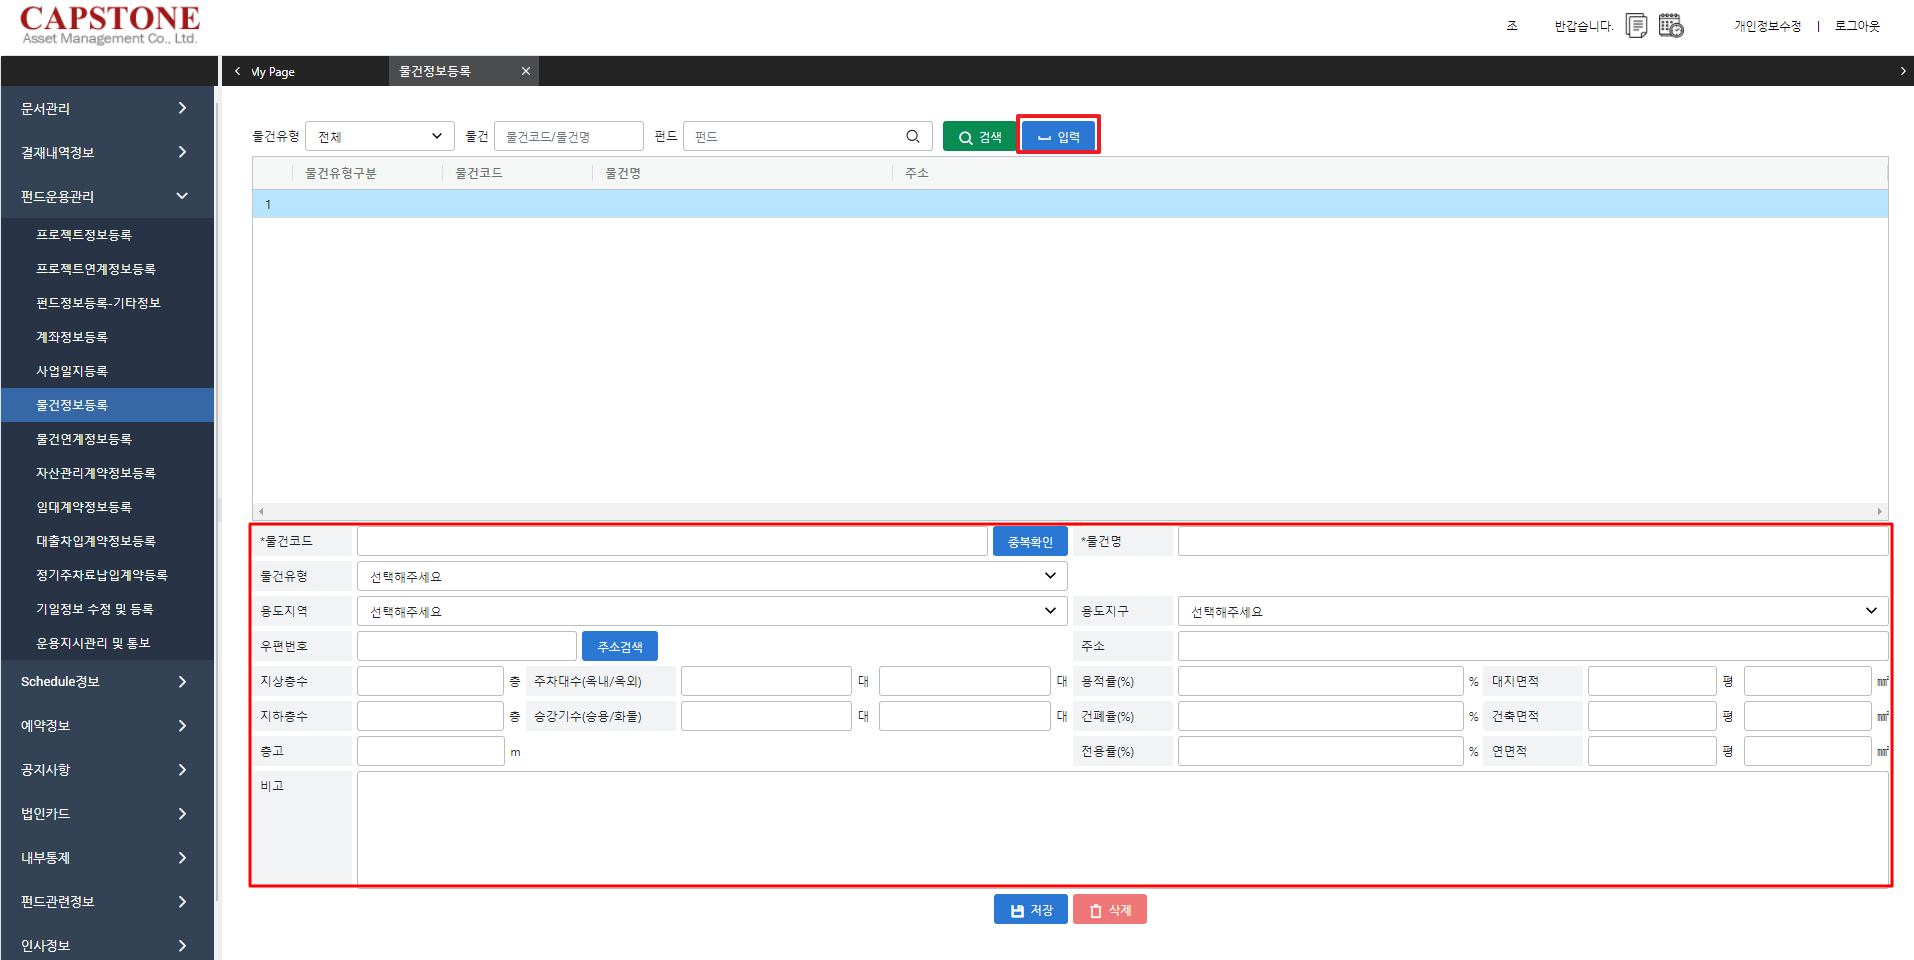 CAPSTONE
Asset Management Co., Ltd.
조 반갑습니다. 개인정보수정 | 로그아웃
My Page 물건정보등록 ×
문서관리
결재내역정보
펀드운용관리
프로젝트정보등록
프로젝트연계정보등록
펀드정보등록-기타정보
계좌정보등록
사업일지등록
물건정보등록
물건연계정보등록
자산관리계약정보등록
임대계약정보등록
대출차입계약정보등록
정기주차료납입계약등록
기일정보 수정 및 등록
운용지시관리 및 통보
Schedule정보
예약정보
공지사항
법인카드
내부통제
펀드관련정보
인사정보
물건유형 전체 물건 물건코드/물건명 펀드 펀드 검색 입력
물건유형구분 물건코드 물건명 주소
1
*물건코드 중복확인 *물건명
물건유형 선택해주세요
용도지역 선택해주세요 용도지구 선택해주세요
우편번호 주소검색 주소
지상층수 층 주차대수(옥내/옥외) 대 대 용적률(%) % 대지면적 평 ㎟
지하층수 층 승강기수(승용/화물) 대 대 건폐율(%) % 건축면적 평 ㎟
층고 m 전용률(%) % 연면적 평 ㎟
비고
저장 삭제